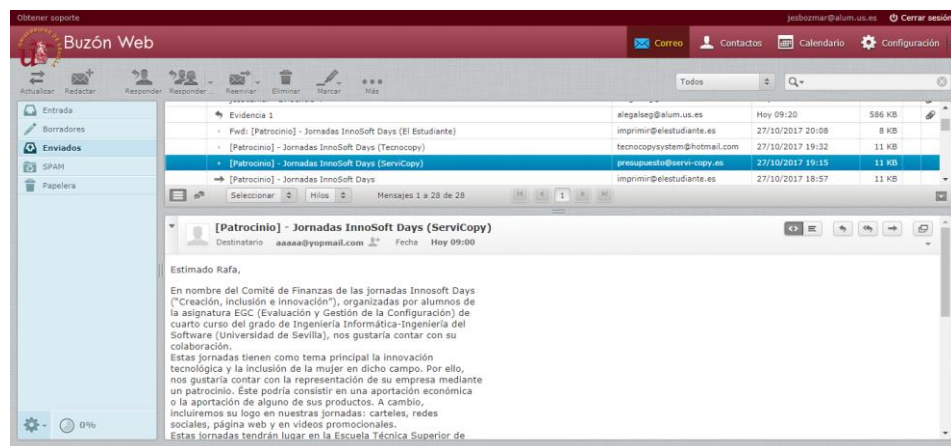 Obtener soporte
jesbozmar@alum.us.es Cerrar sesión
Buzón Web
Correo Contactos Calendario Configuración
Actualizar Redactar Responder Responder... Reenviar Eliminar Marcar Más
Todos
Entrada
Borradores
Enviados
SPAM
Papelera
Evidencia 1 alegalseg@alum.us.es Hoy 09:20 586 KB
Fwd: [Patrocinio] - Jornadas InnoSoft Days (El Estudiante) imprimir@elestudiante.es 27/10/2017 20:08 8 KB
[Patrocinio] - Jornadas InnoSoft Days (Tecnocopy) tecnocopysystem@hotmail.com 27/10/2017 19:32 11 KB
[Patrocinio] - Jornadas InnoSoft Days (ServiCopy) presupuesto@servi-copy.es 27/10/2017 19:15 11 KB
[Patrocinio] - Jornadas InnoSoft Days imprimir@elestudiante.es 27/10/2017 18:57 11 KB
Seleccionar Hilos Mensajes 1 a 28 de 28 1
[Patrocinio] - Jornadas InnoSoft Days (ServiCopy)
Destinatario aaaaa@yopmail.com Fecha Hoy 09:00
Estimado Rafa,
En nombre del Comité de Finanzas de las jornadas Innosoft Days
("Creación, inclusión e innovación"), organizadas por alumnos de
la asignatura EGC (Evaluación y Gestión de la Configuración) de
cuarto curso del grado de Ingeniería Informática-Ingeniería del
Software (Universidad de Sevilla), nos gustaría contar con su
colaboración.
Estas jornadas tienen como tema principal la innovación
tecnológica y la inclusión de la mujer en dicho campo. Por ello,
nos gustaría contar con la representación de su empresa mediante
un patrocinio. Éste podría consistir en una aportación económica
o la aportación de alguno de sus productos. A cambio,
incluiremos su logo en nuestras jornadas: carteles, redes
sociales, página web y en videos promocionales.
Estas jornadas tendrán lugar en la Escuela Técnica Superior de
0%